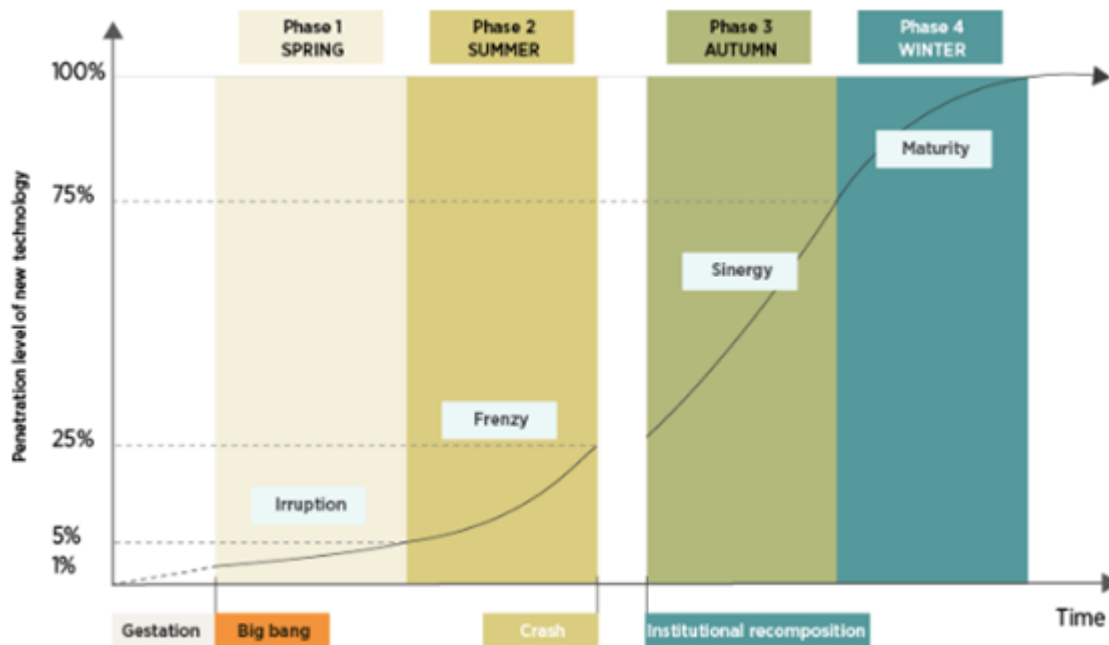 Phase 1
SPRING
Phase 2
SUMMER
Phase 3
AUTUMN
Phase 4
WINTER
Penetration level of new technology
100%
75%
25%
5%
1%
Maturity
Sinergy
Frenzy
Irruption
Gestation
Big bang
Crash
Institutional recomposition
Time